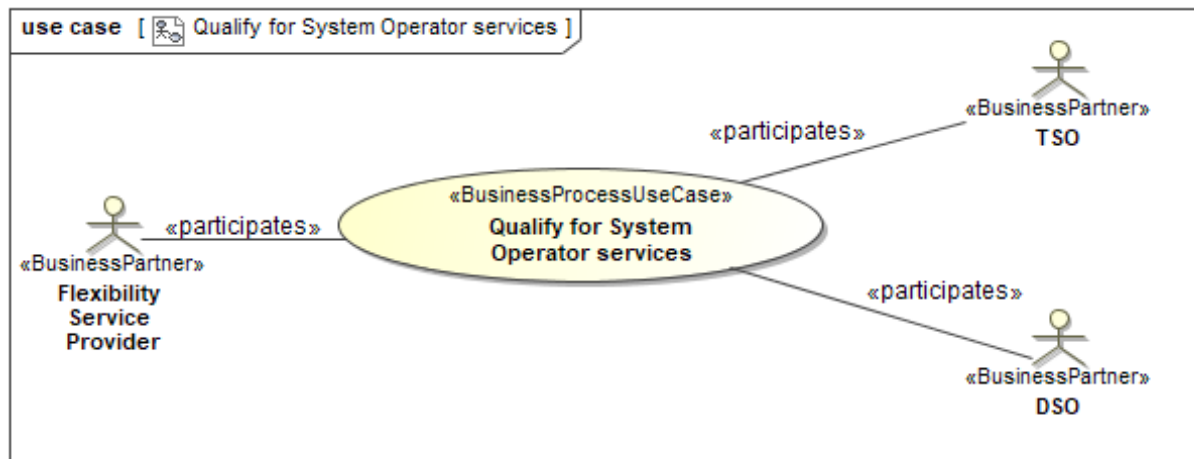 use case [ Qualify for System Operator services ]
«BusinessPartner»
TSO
«participates»
«BusinessProcessUseCase»
Qualify for System
Operator services
«participates»
«BusinessPartner»
Flexibility
Service
Provider
«participates»
«BusinessPartner»
DSO